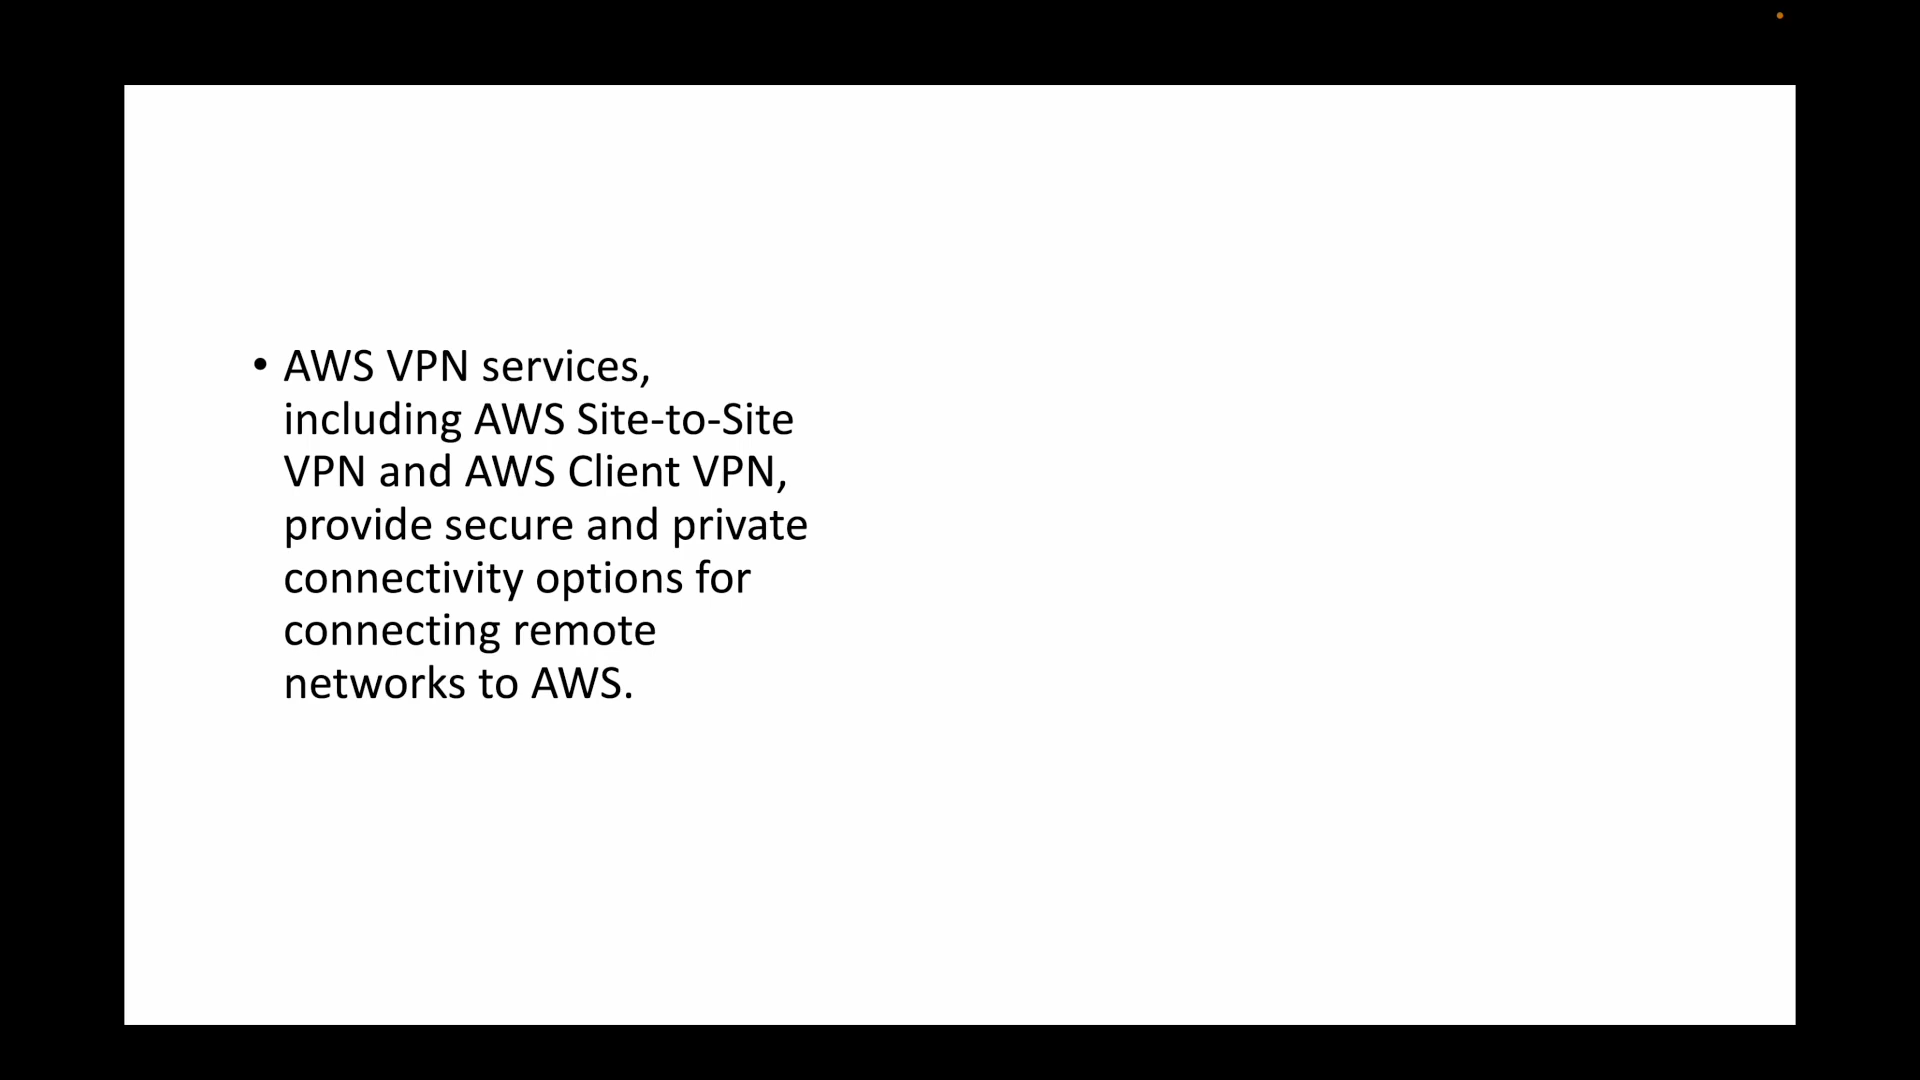 • AWS VPN services,
including AWS Site-to-Site
VPN and AWS Client VPN,
provide secure and private
connectivity options for
connecting remote
networks to AWS.